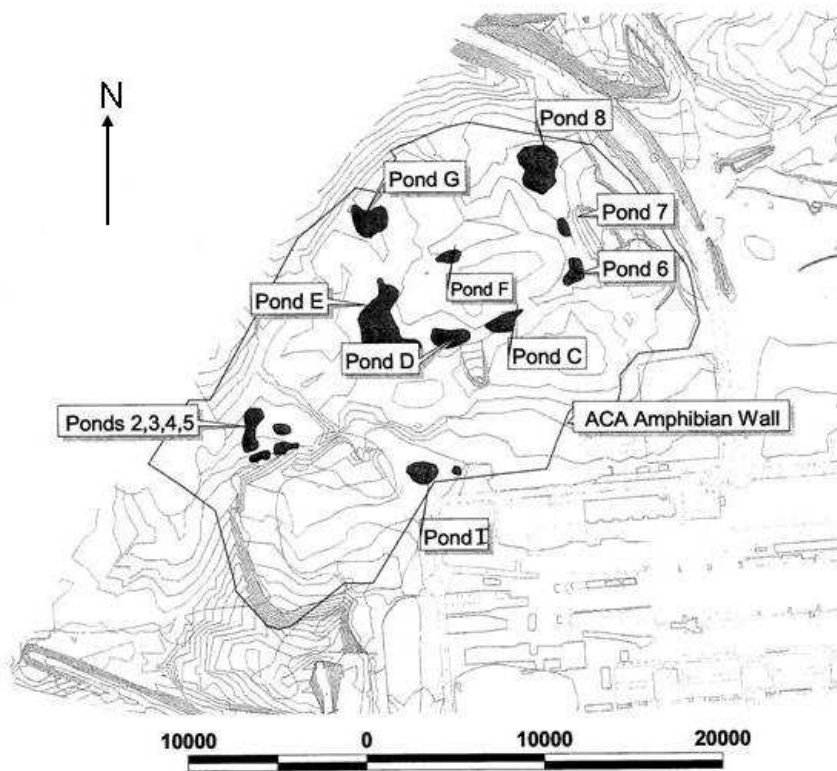 N
Pond 8
Pond G
Pond 7
Pond 6
Pond F
Pond E
Pond D
Pond C
Ponds 2,3,4,5
ACA Amphibian Wall
Pond I
10000 0 10000 20000